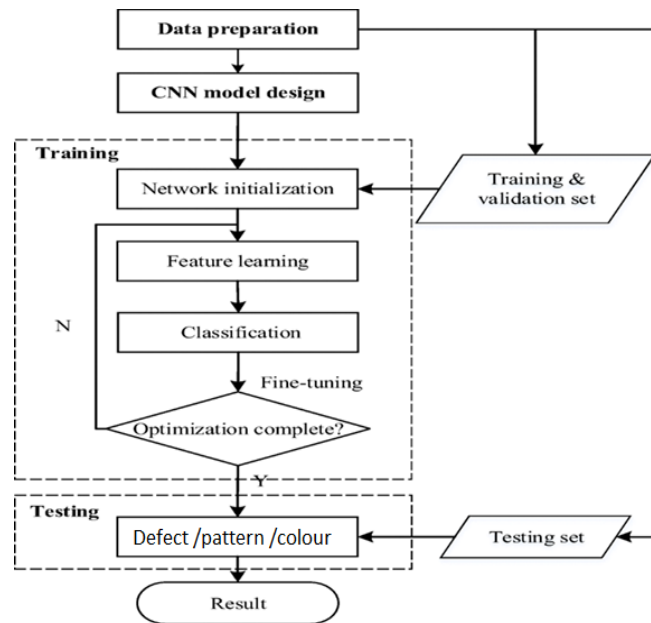 Data preparation
CNN model design
Training
Network initialization
Training &
validation set
Feature learning
N
Classification
Fine-tuning
Optimization complete?
Y
Testing
Defect /pattern /colour
Testing set
Result